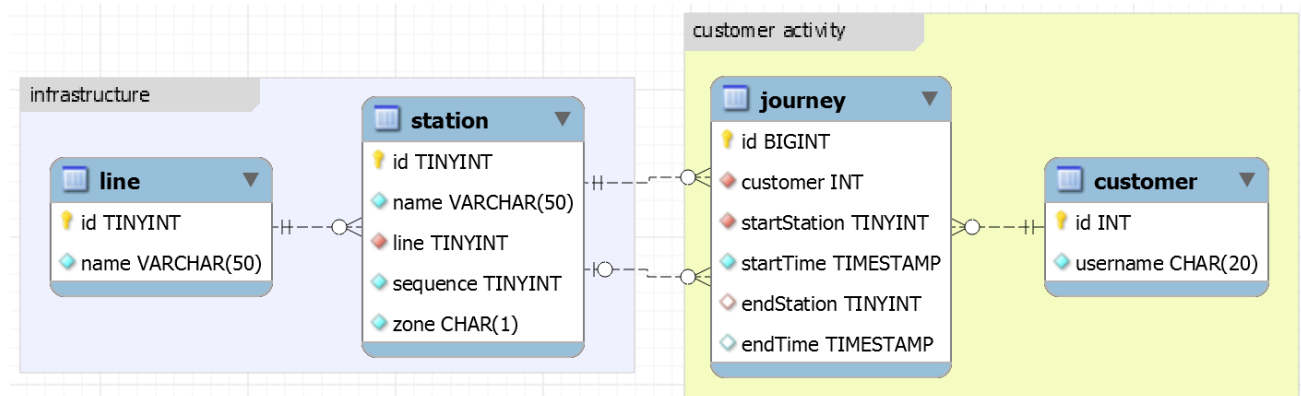 customer activity
infrastructure
line
id TINYINT
name VARCHAR(50)
station
id TINYINT
name VARCHAR(50)
line TINYINT
sequence TINYINT
zone CHAR(1)
journey
id BIGINT
customer INT
startStation TINYINT
startTime TIMESTAMP
endStation TINYINT
endTime TIMESTAMP
customer
id INT
username CHAR(20)